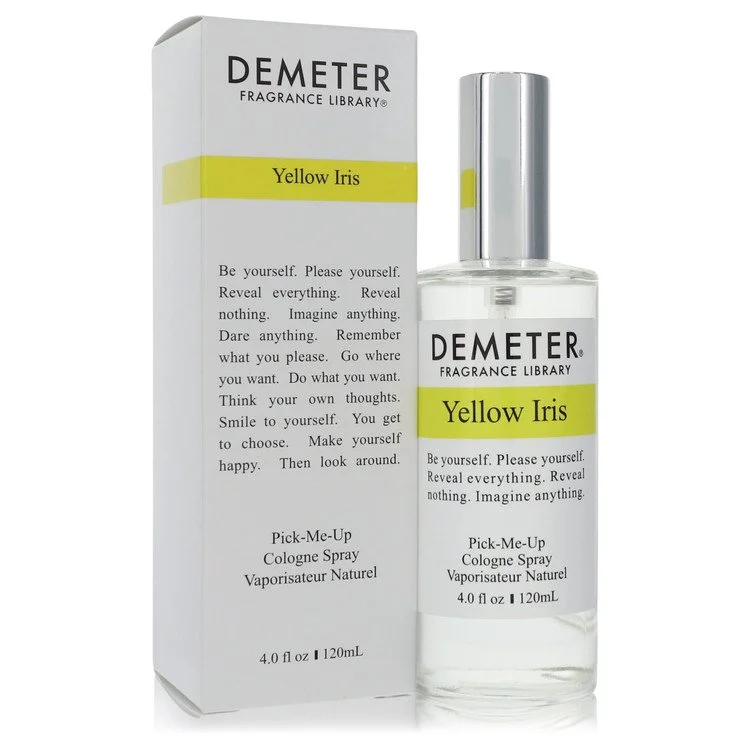 DEMETER
FRAGRANCE LIBRARY®
Yellow Iris
Be yourself. Please yourself.
Reveal everything. Reveal
nothing. Imagine anything.
Dare anything. Remember
what you please. Go where
you want. Do what you want.
Think your own thoughts.
Smile to yourself. You get
to choose. Make yourself
happy. Then look around.
Pick-Me-Up
Cologne Spray
Vaporisateur Naturel
4.0 fl oz 120mL
DEMETER®
FRAGRANCE LIBRARY
Yellow Iris
Be yourself. Please yourself.
Reveal everything. Reveal
nothing. Imagine anything.
Pick-Me-Up
Cologne Spray
Vaporisateur Naturel
4.0 fl oz 120mL